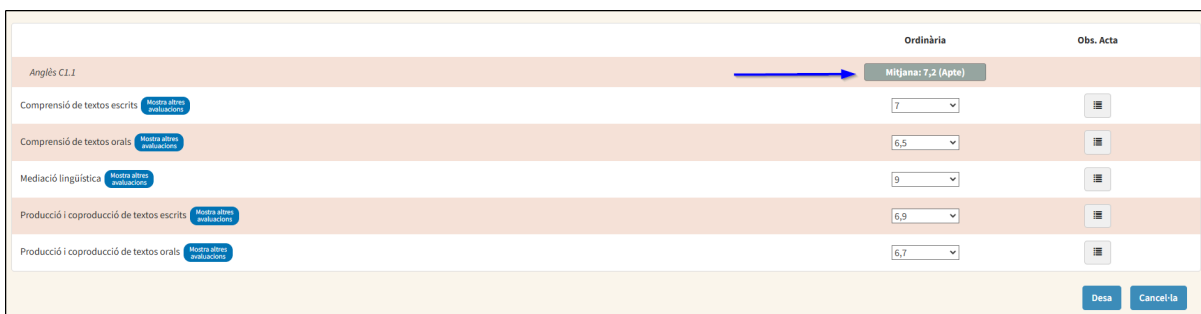 Ordinària Obs. Acta
Anglès C1.1 Mitjana: 7,2 (Apte)
Comprensió de textos escrits Mostra altres avaluacions 7
Comprensió de textos orals Mostra altres avaluacions 6,5
Mediació lingüística Mostra altres avaluacions 9
Producció i coproducció de textos escrits Mostra altres avaluacions 6,9
Producció i coproducció de textos orals Mostra altres avaluacions 6,7
Desa Cancel·la